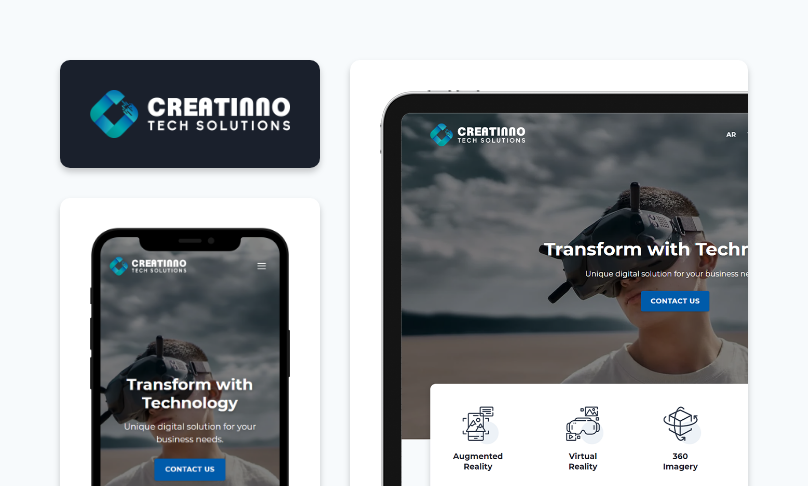 CREATINNO
TECH SOLUTIONS
CREATINNO
TECH SOLUTIONS
Transform with
Technology
Unique digital solution for your
business needs.
CONTACT US
CREATINNO
TECH SOLUTIONS
AR
Transform with Techn
Unique digital solution for your business ne
CONTACT US
Augmented
Reality
Virtual
Reality
360
Imagery